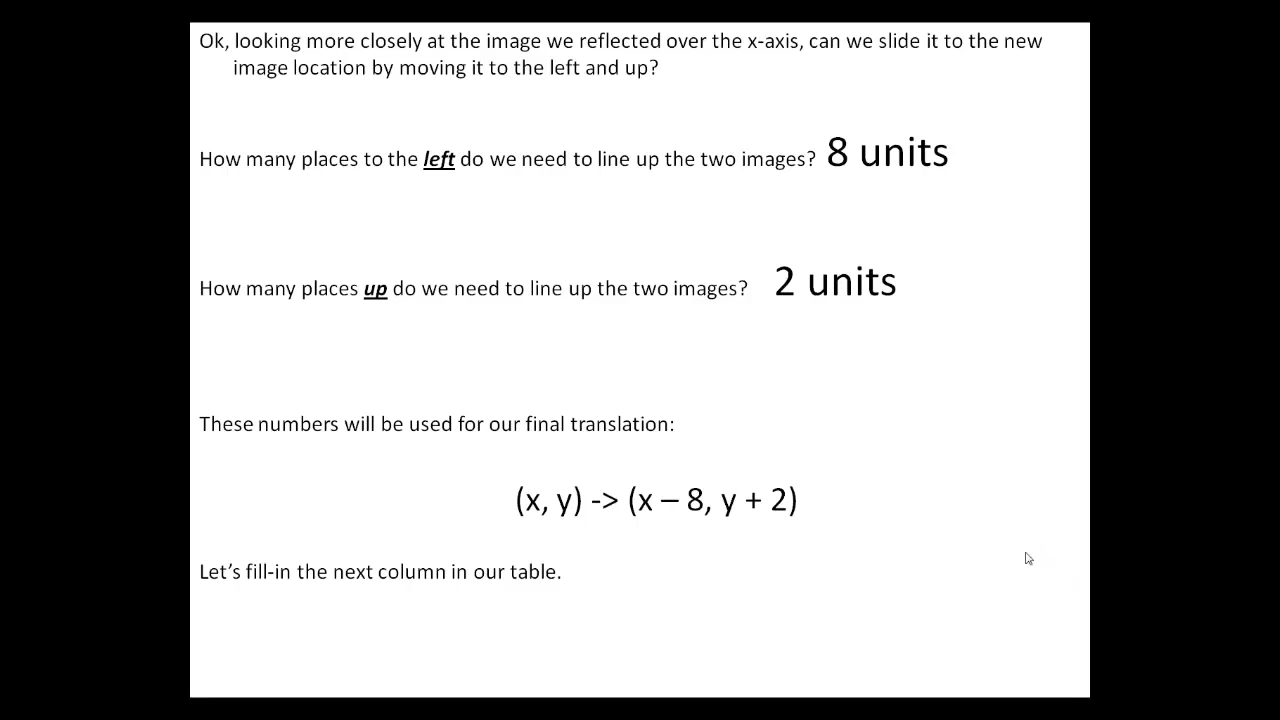 Ok, looking more closely at the image we reflected over the x-axis, can we slide it to the new
image location by moving it to the left and up?
How many places to the left do we need to line up the two images? 8 units
How many places up do we need to line up the two images? 2 units
These numbers will be used for our final translation:
(x, y) -> (x – 8, y + 2)
Let’s fill-in the next column in our table.